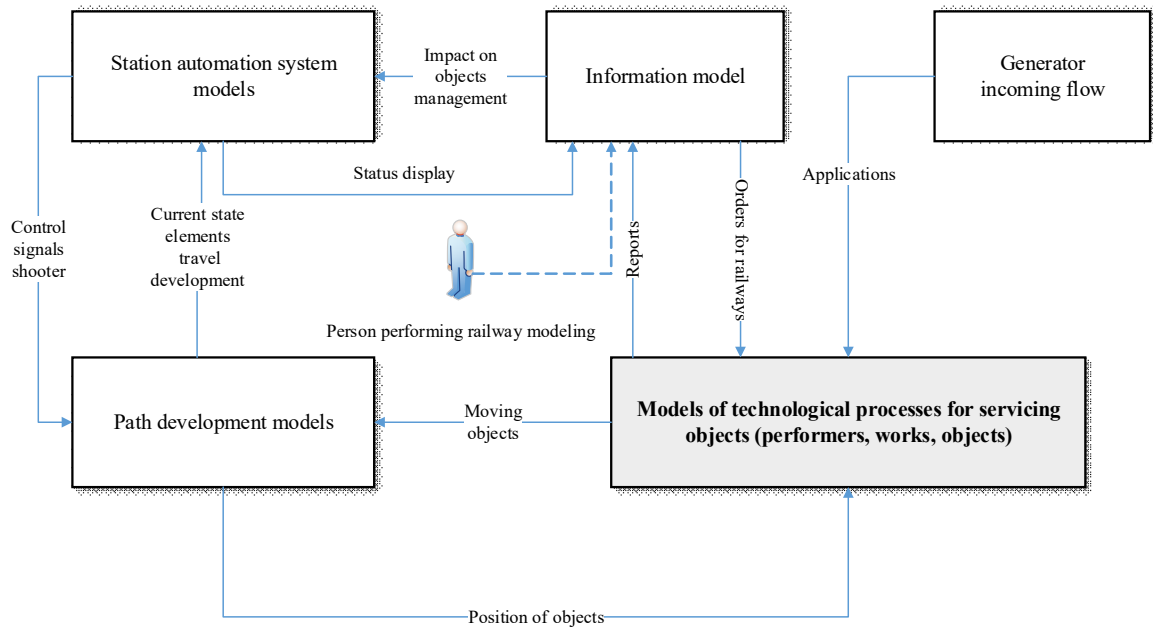 Station automation system
models
Impact on
objects
management
Information model
Generator
incoming flow
Status display
Applications
Orders for railways
Reports
Control
signals
shooter
Current state
elements
travel
development
Person performing railway modeling
Path development models
Moving
objects
Models of technological processes for servicing
objects (performers, works, objects)
Position of objects